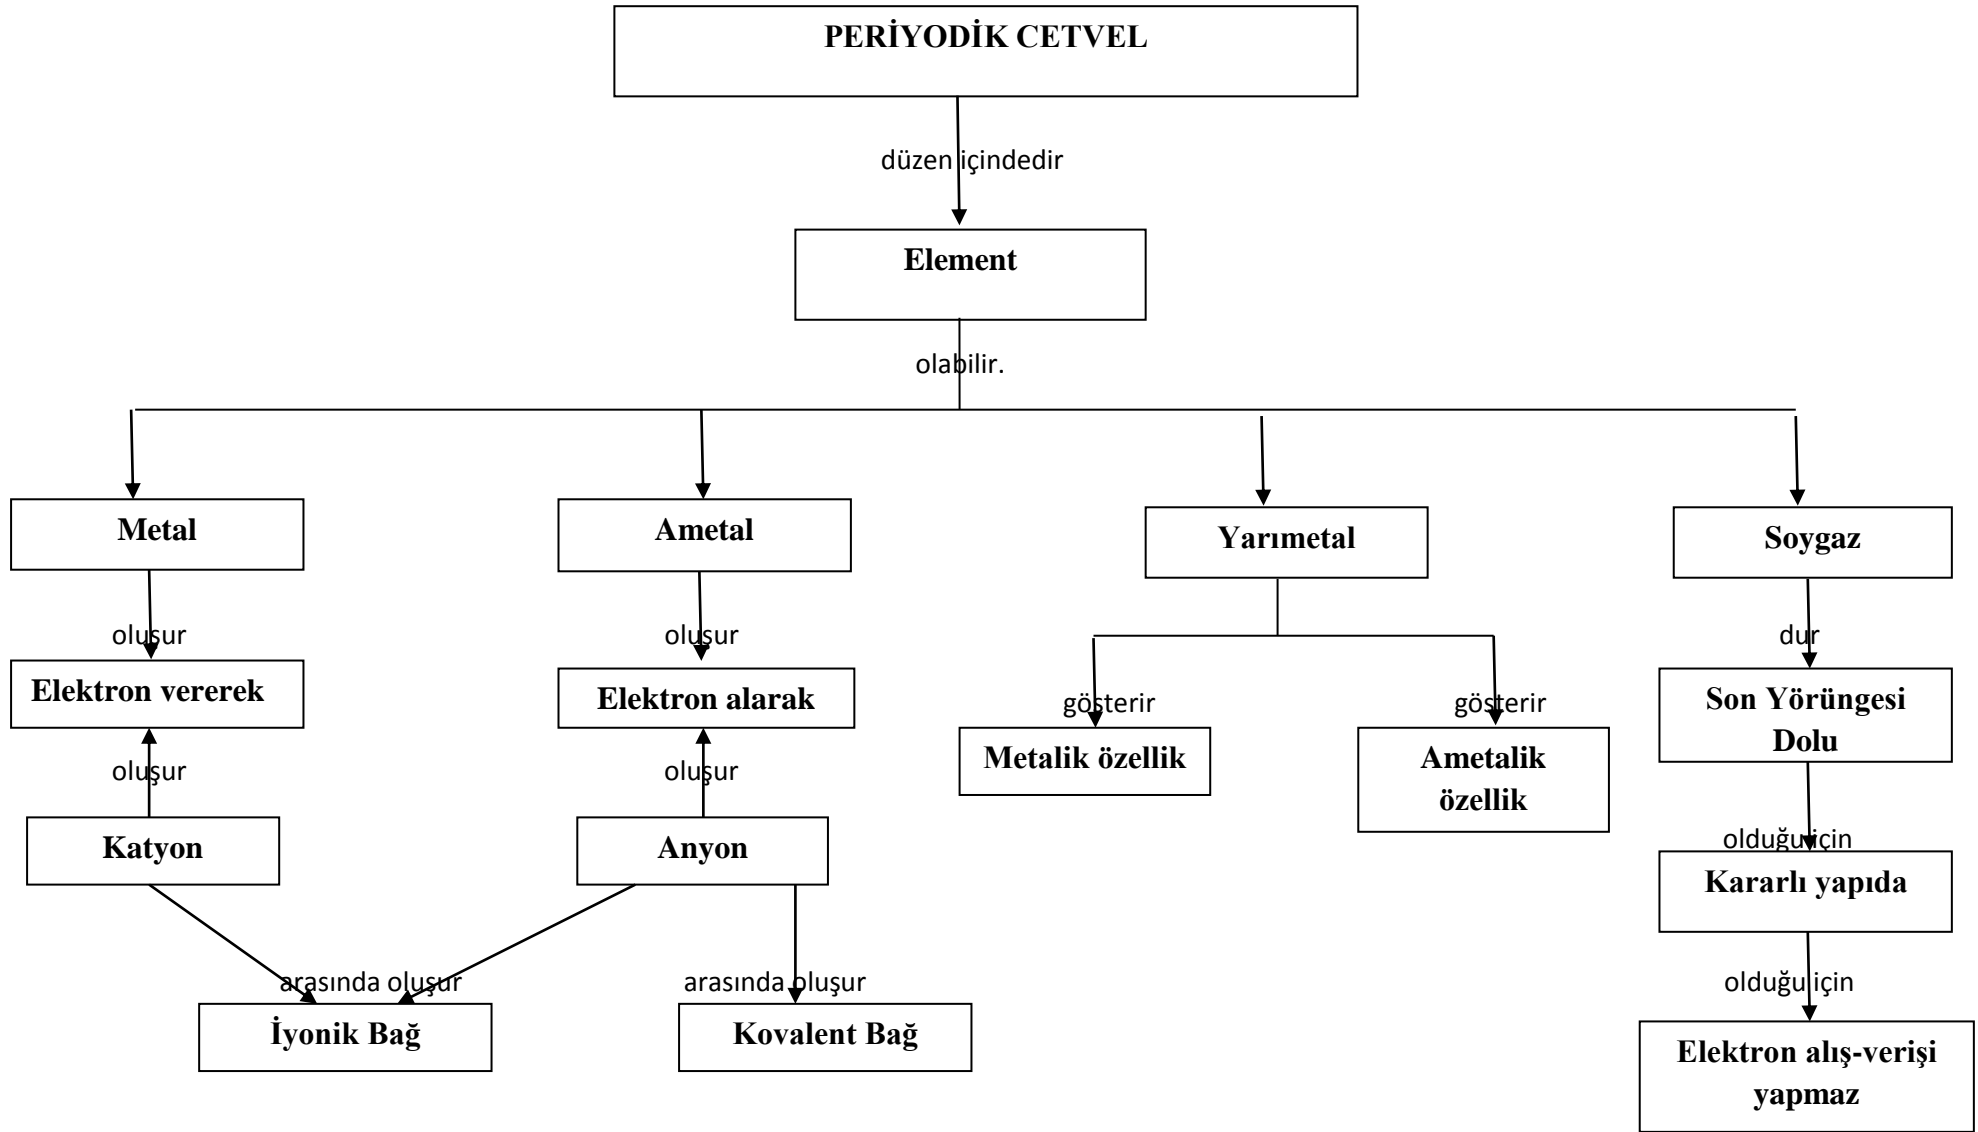 PERİYODİK CETVEL
düzen içindedir
Element
olabilir.
Metal
Ametal
Yarımetal
Soygaz
oluşur
oluşur
dur
Elektron vererek
Elektron alarak
gösterir
gösterir
Son Yörüngesi
Dolu
Metalik özellik
Ametalik
özellik
oluşur
oluşur
Katyon
Anyon
olduğu için
Kararlı yapıda
arasında oluşur
arasında oluşur
olduğu için
İyonik Bağ
Kovalent Bağ
Elektron alış-verişi
yapmaz